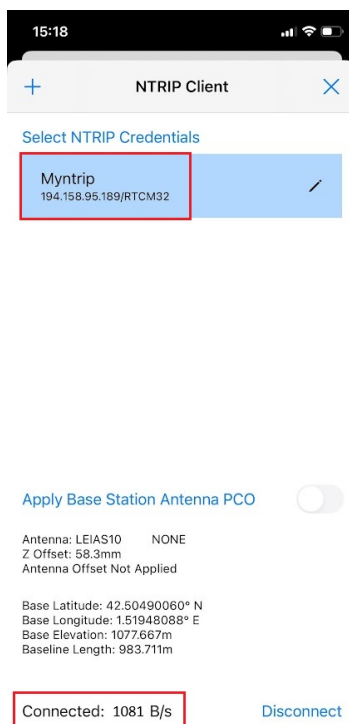 15:18
NTRIP Client
Select NTRIP Credentials
Myntrip
194.158.95.189/RTCM32
Apply Base Station Antenna PCO
Antenna: LEIAS10 NONE
Z Offset: 58.3mm
Antenna Offset Not Applied
Base Latitude: 42.50490060° N
Base Longitude: 1.51948088° E
Base Elevation: 1077.667m
Baseline Length: 983.711m
Connected: 1081 B/s Disconnect